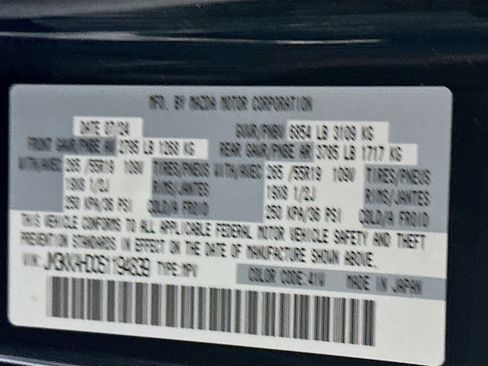 MFD. BY MAZDA MOTOR CORPORATION
DATE 07/24 GVWR/PNBV 6854 LB 3109 KG
FRONT GAWR/PNBE AR 2795 LB 1268 KG REAR GAWR/PNBE AR 3785 LB 1717 KG
WITH/AVEC 265 /55R19 109V TIRES/PNEUS WITH/AVEC 265 /55R19 109V TIRES/PNEUS
19X8 1/2J RIMS/JANTES 19X8 1/2J RIMS/JANTES
250 KPA/36 PSI COLD/A FROID 250 KPA/36 PSI COLD/A FROID
THIS VEHICLE CONFORMS TO ALL APPLICABLE FEDERAL MOTOR VEHICLE SAFETY AND THEFT
PREVENTION STANDARDS IN EFFECT ON THE DATE OF MANUFACTURE SHOWN ABOVE.
VIN: TYPE: MPV COLOR CODE: 41V MADE IN JAPAN